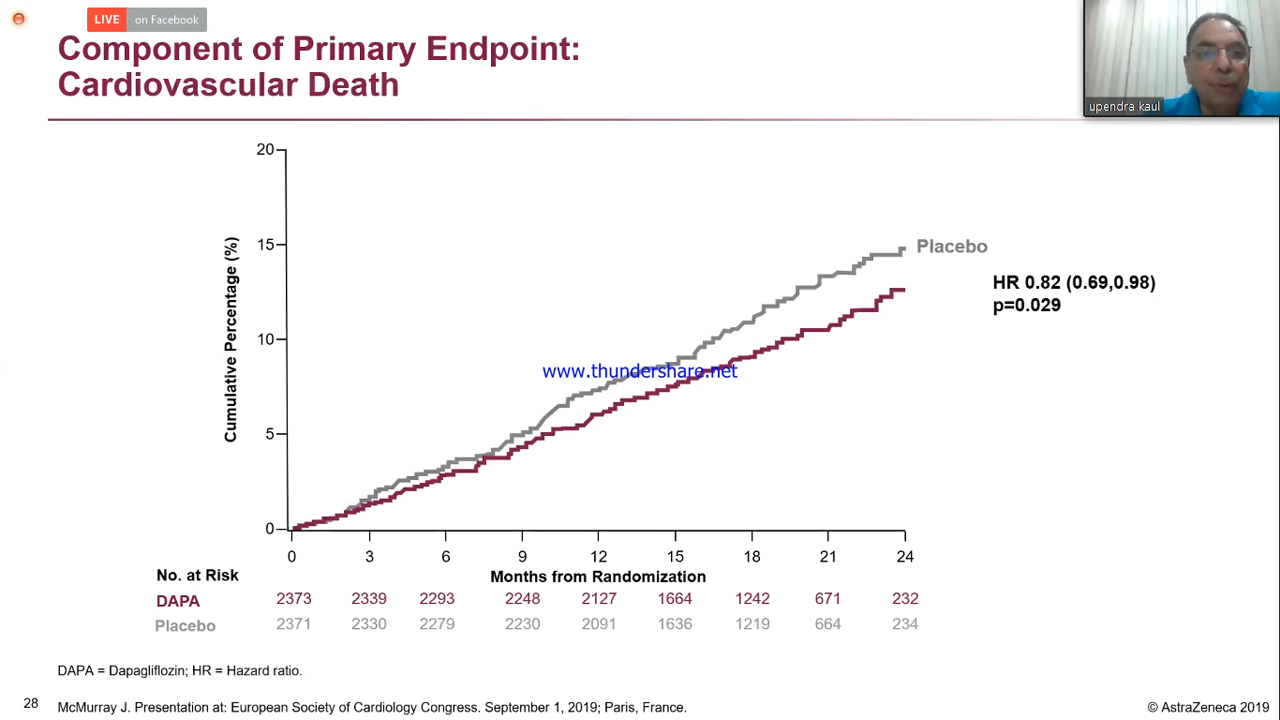 LIVE on Facebook
Component of Primary Endpoint:
Cardiovascular Death
upendra kaul
20
15
10
5
0
Cumulative Percentage (%)
Placebo
HR 0.82 (0.69,0.98)
p=0.029
www.thundershare.net
0 3 6 9 12 15 18 21 24
Months from Randomization
No. at Risk
DAPA 2373 2339 2293 2248 2127 1664 1242 671 232
Placebo 2371 2330 2279 2230 2091 1636 1219 664 234
DAPA = Dapagliflozin; HR = Hazard ratio.
28 McMurray J. Presentation at: European Society of Cardiology Congress. September 1, 2019; Paris, France. © AstraZeneca 2019